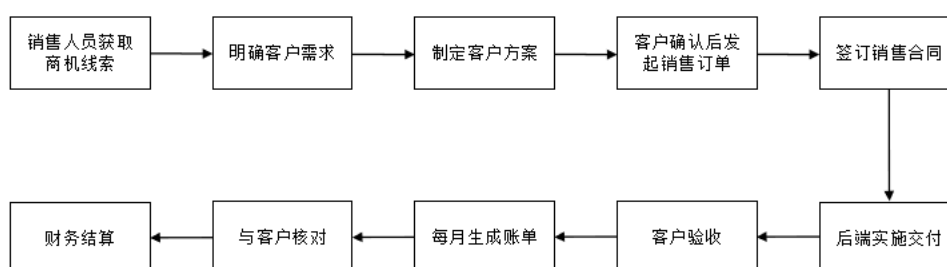 销售人员获取
商机线索
明确客户需求
制定客户方案
客户确认后发
起销售订单
签订销售合同
后端实施交付
客户验收
每月生成账单
与客户核对
财务结算